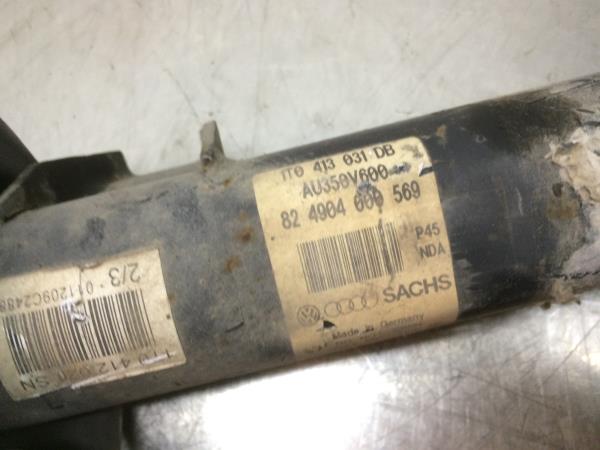 1T0 413 031 DB
AU350V600
82 4904 000 569
P45
NDA
SACHS
Made in Germany
2/3